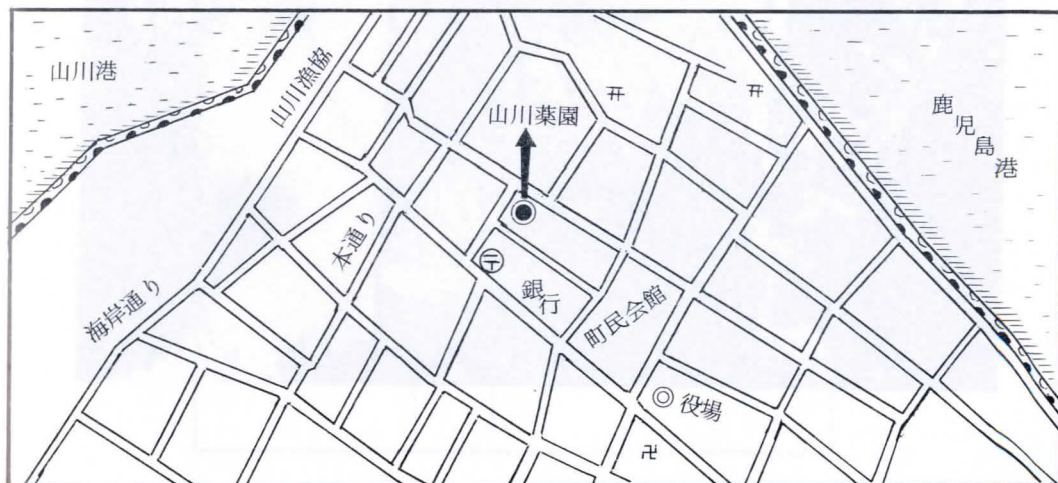 山川港
山川漁協
山川薬園
鹿児島港
本通り
海岸通り
銀行
町民会館
役場